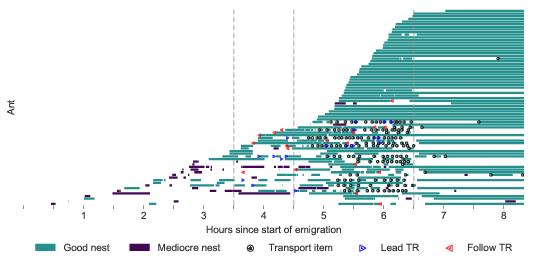 Ant
1 2 3 4 5 6 7 8
Hours since start of emigration
Good nest Mediocre nest Transport item Lead TR Follow TR